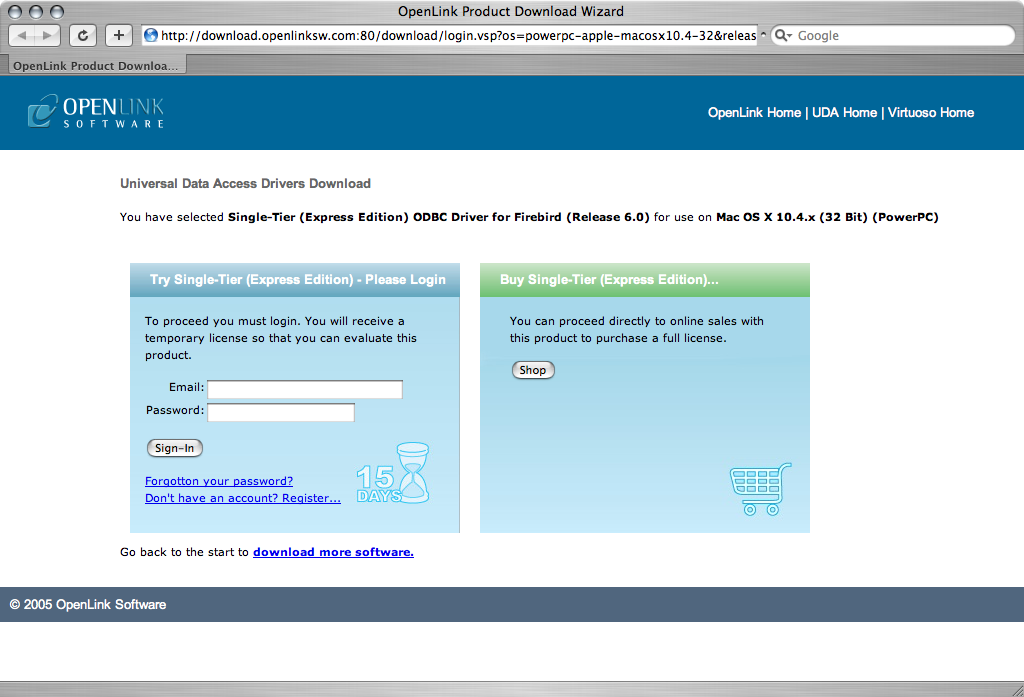 OpenLink Product Download Wizard
http://download.openlinksw.com:80/download/login.vsp?os=powerpc-apple-macosx10.4-32&releas
Google
OpenLink Product Downloa...
OPENLINK
SOFTWARE
OpenLink Home | UDA Home | Virtuoso Home
Universal Data Access Drivers Download
You have selected Single-Tier (Express Edition) ODBC Driver for Firebird (Release 6.0) for use on Mac OS X 10.4.x (32 Bit) (PowerPC)
Try Single-Tier (Express Edition) - Please Login
To proceed you must login. You will receive a
temporary license so that you can evaluate this
product.
Email:
Password:
Sign-In
Forgotton your password?
Don't have an account? Register...
15
DAYS
Buy Single-Tier (Express Edition)...
You can proceed directly to online sales with
this product to purchase a full license.
Shop
Go back to the start to download more software.
© 2005 OpenLink Software